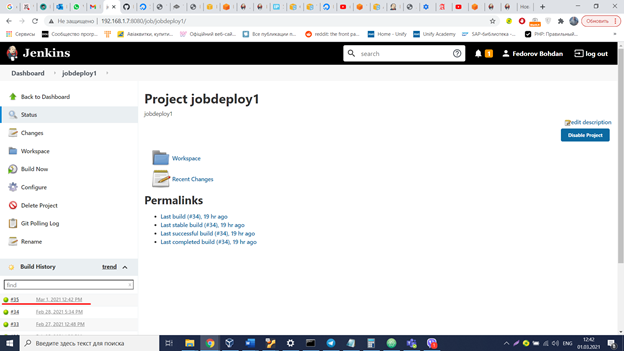 Не защищено
192.168.1.7:8080/job/jobdeploy1/
Обновить
Сервисы
Сообщество програ...
Авиаквитки, купити...
Офіційний веб-сай...
Все публикации п...
reddit: the front pa...
Home - Unify
Unify Academy
SAP-библиотека -...
PHP: Правильный...
Jenkins
search
1
Fedorov Bohdan
log out
Dashboard
jobdeploy1
Back to Dashboard
Status
Changes
Workspace
Build Now
Configure
Delete Project
Git Polling Log
Rename
Build History
trend
find
#35
Mar 1, 2021 12:42 PM
#34
Feb 28, 2021 5:34 PM
#33
Feb 27, 2021 12:48 PM
Project jobdeploy1
jobdeploy1
edit description
Disable Project
Workspace
Recent Changes
Permalinks
Last build (#34), 19 hr ago
Last stable build (#34), 19 hr ago
Last successful build (#34), 19 hr ago
Last completed build (#34), 19 hr ago
Введите здесь текст для поиска
ENG
12:42
01.03.2021